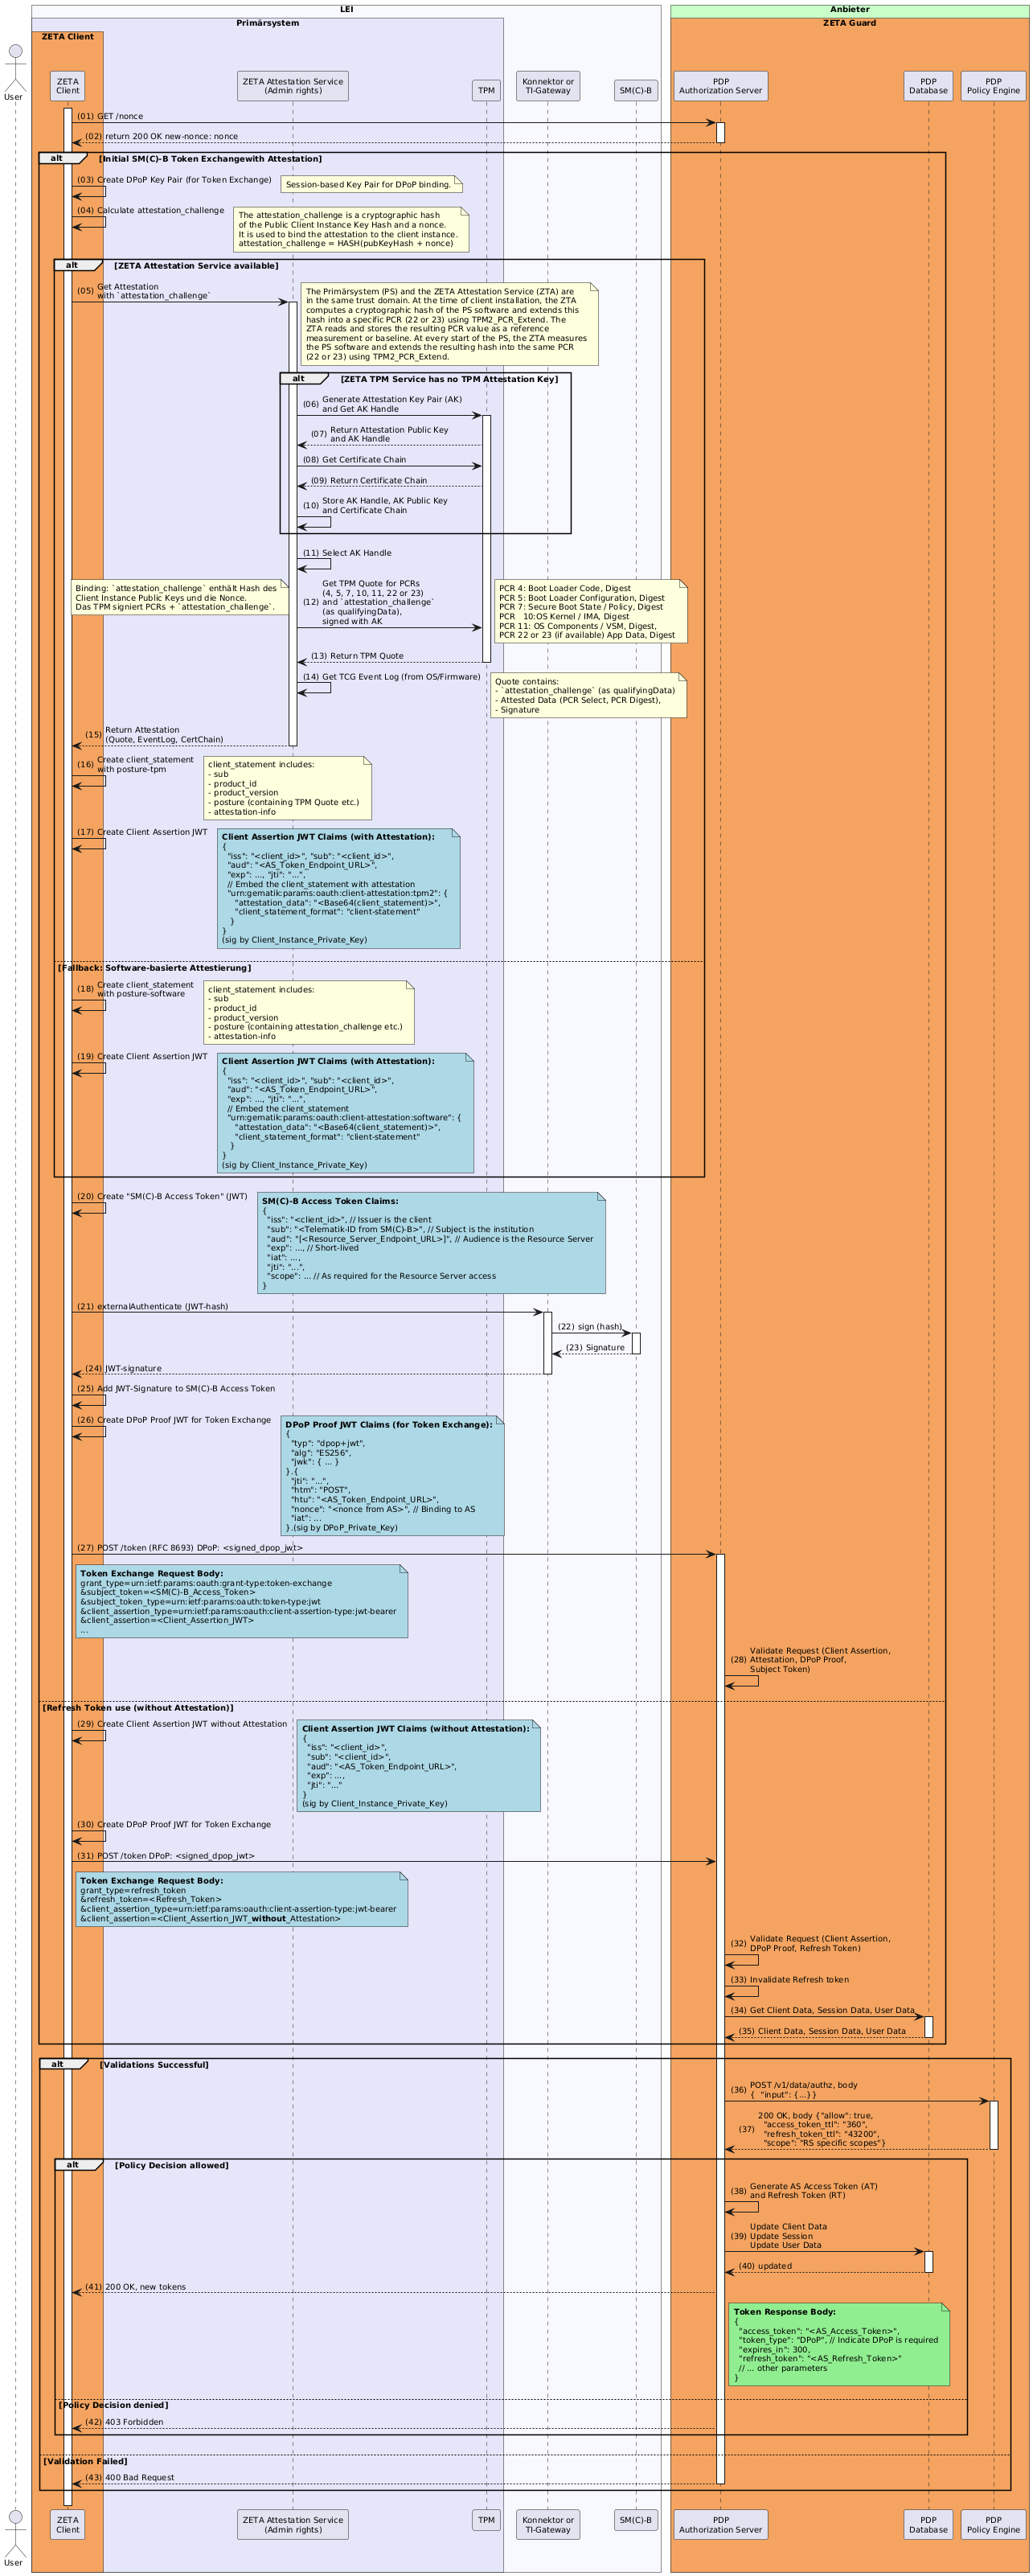 LEI
Anbieter
Primärsystem
ZETA Guard
ZETA Client
User
ZETA
Client
ZETA Attestation Service
(Admin rights)
TPM
Konnektor or
TI-Gateway
SM(C)-B
PDP
Authorization Server
PDP
Database
PDP
Policy Engine
(01) GET /nonce
(02) return 200 OK new-nonce: nonce
alt [Initial SM(C)-B Token Exchangewith Attestation]
(03) Create DPoP Key Pair (for Token Exchange)
Session-based Key Pair for DPoP binding.
(04) Calculate attestation_challenge
The attestation_challenge is a cryptographic hash
of the Public Client Instance Key Hash and a nonce.
It is used to bind the attestation to the client instance.
attestation_challenge = HASH(pubKeyHash + nonce)
alt [ZETA Attestation Service available]
(05) Get Attestation
with `attestation_challenge`
The Primärsystem (PS) and the ZETA Attestation Service (ZTA) are
in the same trust domain. At the time of client installation, the ZTA
computes a cryptographic hash of the PS software and extends this
hash into a specific PCR (22 or 23) using TPM2_PCR_Extend. The
ZTA reads and stores the resulting PCR value as a reference
measurement or baseline. At every start of the PS, the ZTA measures
the PS software and extends the resulting hash into the same PCR
(22 or 23) using TPM2_PCR_Extend.
alt [ZETA TPM Service has no TPM Attestation Key]
(06) Generate Attestation Key Pair (AK)
and Get AK Handle
(07) Return Attestation Public Key
and AK Handle
(08) Get Certificate Chain
(09) Return Certificate Chain
(10) Store AK Handle, AK Public Key
and Certificate Chain
(11) Select AK Handle
Binding: `attestation_challenge` enthält Hash des
Client Instance Public Keys und die Nonce.
Das TPM signiert PCRs + `attestation_challenge`.
Get TPM Quote for PCRs
(4, 5, 7, 10, 11, 22 or 23)
(12) and `attestation_challenge`
(as qualifyingData),
signed with AK
PCR 4: Boot Loader Code, Digest
PCR 5: Boot Loader Configuration, Digest
PCR 7: Secure Boot State / Policy, Digest
PCR   10:OS Kernel / IMA, Digest
PCR 11: OS Components / VSM, Digest,
PCR 22 or 23 (if available) App Data, Digest
(13) Return TPM Quote
(14) Get TCG Event Log (from OS/Firmware)
Quote contains:
- `attestation_challenge` (as qualifyingData)
- Attested Data (PCR Select, PCR Digest),
- Signature
(15) Return Attestation
(Quote, EventLog, CertChain)
(16) Create client_statement
with posture-tpm
client_statement includes:
- sub
- product_id
- product_version
- posture (containing TPM Quote etc.)
- attestation-info
(17) Create Client Assertion JWT
Client Assertion JWT Claims (with Attestation):
{
"iss": "<client_id>", "sub": "<client_id>",
"aud": "<AS_Token_Endpoint_URL>",
"exp": ..., "jti": "...",
// Embed the client_statement with attestation
"urn:gematik:params:oauth:client-attestation:tpm2": {
"attestation_data": "<Base64(client_statement)>",
"client_statement_format": "client-statement"
}
}
(sig by Client_Instance_Private_Key)
[Fallback: Software-basierte Attestierung]
(18) Create client_statement
with posture-software
client_statement includes:
- sub
- product_id
- product_version
- posture (containing attestation_challenge etc.)
- attestation-info
(19) Create Client Assertion JWT
Client Assertion JWT Claims (with Attestation):
{
"iss": "<client_id>", "sub": "<client_id>",
"aud": "<AS_Token_Endpoint_URL>",
"exp": ..., "jti": "...",
// Embed the client_statement
"urn:gematik:params:oauth:client-attestation:software": {
"attestation_data": "<Base64(client_statement)>",
"client_statement_format": "client-statement"
}
}
(sig by Client_Instance_Private_Key)
(20) Create "SM(C)-B Access Token" (JWT)
SM(C)-B Access Token Claims:
{
"iss": "<client_id>", // Issuer is the client
"sub": "<Telematik-ID from SM(C)-B>", // Subject is the institution
"aud": "[<Resource_Server_Endpoint_URL>]", // Audience is the Resource Server
"exp": ..., // Short-lived
"iat": ...,
"jti": "...",
"scope": ... // As required for the Resource Server access
}
(21) externalAuthenticate (JWT-hash)
(22) sign (hash)
(23) Signature
(24) JWT-signature
(25) Add JWT-Signature to SM(C)-B Access Token
(26) Create DPoP Proof JWT for Token Exchange
DPoP Proof JWT Claims (for Token Exchange):
{
"typ": "dpop+jwt",
"alg": "ES256",
"jwk": { ... }
}.{
"jti": "...",
"htm": "POST",
"htu": "<AS_Token_Endpoint_URL>",
"nonce": "<nonce from AS>", // Binding to AS
"iat": ...
}.(sig by DPoP_Private_Key)
(27) POST /token (RFC 8693) DPoP: <signed_dpop_jwt>
Token Exchange Request Body:
grant_type=urn:ietf:params:oauth:grant-type:token-exchange
&subject_token=<SM(C)-B_Access_Token>
&subject_token_type=urn:ietf:params:oauth:token-type:jwt
&client_assertion_type=urn:ietf:params:oauth:client-assertion-type:jwt-bearer
&client_assertion=<Client_Assertion_JWT>
...
Validate Request (Client Assertion,
(28) Attestation, DPoP Proof,
Subject Token)
[Refresh Token use (without Attestation)]
(29) Create Client Assertion JWT without Attestation
Client Assertion JWT Claims (without Attestation):
{
"iss": "<client_id>",
"sub": "<client_id>",
"aud": "<AS_Token_Endpoint_URL>",
"exp": ...,
"jti": "..."
}
(sig by Client_Instance_Private_Key)
(30) Create DPoP Proof JWT for Token Exchange
(31) POST /token DPoP: <signed_dpop_jwt>
Token Exchange Request Body:
grant_type=refresh_token
&refresh_token=<Refresh_Token>
&client_assertion_type=urn:ietf:params:oauth:client-assertion-type:jwt-bearer
&client_assertion=<Client_Assertion_JWT_without_Attestation>
(32) Validate Request (Client Assertion,
DPoP Proof, Refresh Token)
(33) Invalidate Refresh token
(34) Get Client Data, Session Data, User Data
(35) Client Data, Session Data, User Data
alt [Validations Successful]
(36) POST /v1/data/authz, body
{  "input": {...}}
200 OK, body {"allow": true,
(37) "access_token_ttl": "360",
"refresh_token_ttl": "43200",
"scope": "RS specific scopes"}
alt [Policy Decision allowed]
(38) Generate AS Access Token (AT)
and Refresh Token (RT)
Update Client Data
(39) Update Session
Update User Data
(40) updated
(41) 200 OK, new tokens
Token Response Body:
{
"access_token": "<AS_Access_Token>",
"token_type": "DPoP", // Indicate DPoP is required
"expires_in": 300,
"refresh_token": "<AS_Refresh_Token>"
// ... other parameters
}
[Policy Decision denied]
(42) 403 Forbidden
[Validation Failed]
(43) 400 Bad Request
User
ZETA
Client
ZETA Attestation Service
(Admin rights)
TPM
Konnektor or
TI-Gateway
SM(C)-B
PDP
Authorization Server
PDP
Database
PDP
Policy Engine